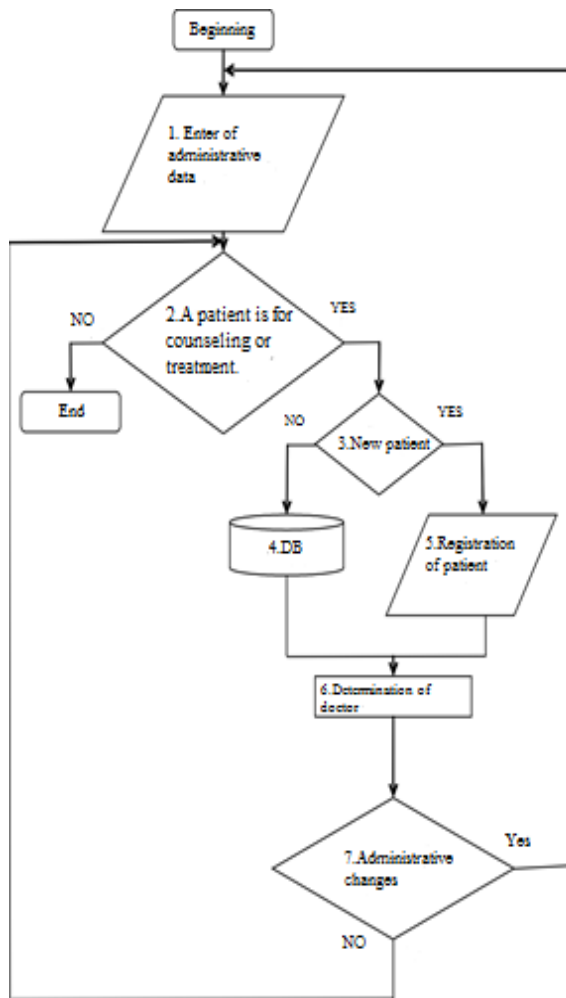 Beginning
1. Enter of
administrative
data
NO
2.A patient is for
counseling or
treatment.
YES
End
NO
3.New patient
YES
4.DB
5.Registration
of patient
6.Determination of
doctor
7.Administrative
changes
Yes
NO